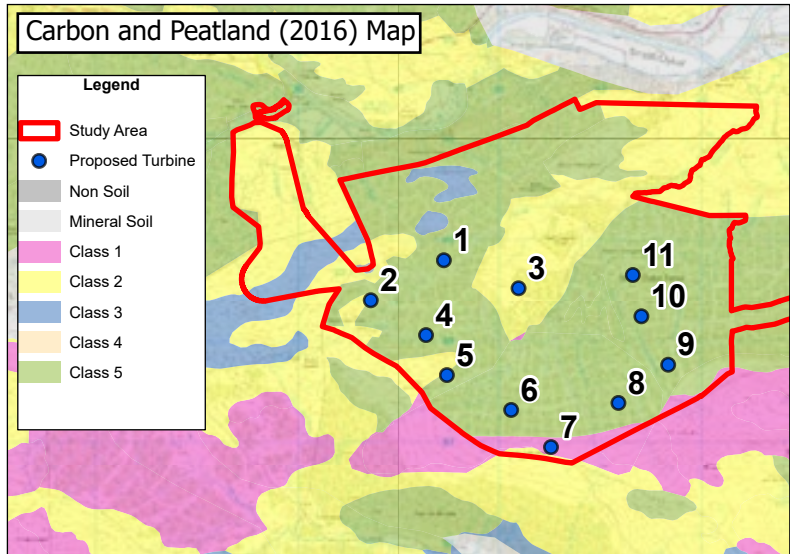 Carbon and Peatland (2016) Map
Legend
Study Area
Proposed Turbine
Non Soil
Mineral Soil
Class 1
Class 2
Class 3
Class 4
Class 5
1
2
3
11
10
4
9
5
8
6
7